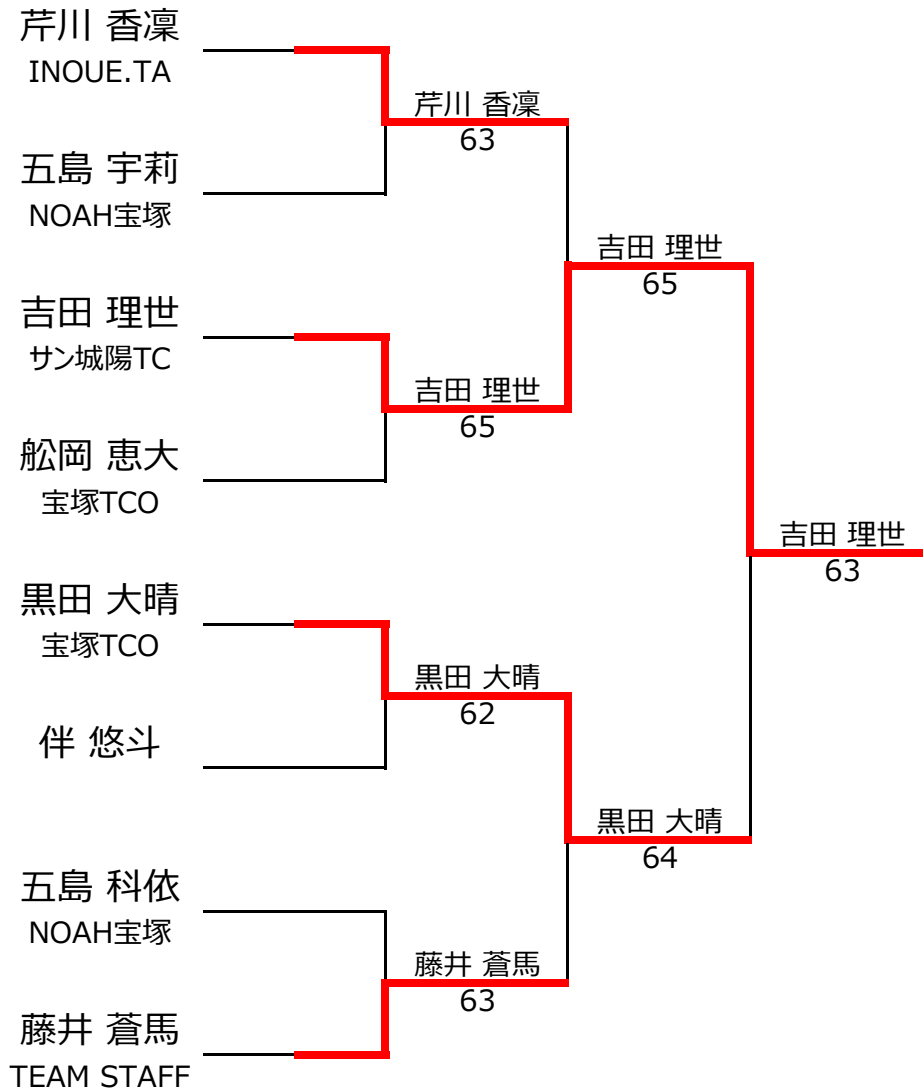 芹川 香凜
INOUE.TA
芹川 香凜
63
五島 宇莉
NOAH宝塚
吉田 理世
65
吉田 理世
サン城陽TC
吉田 理世
65
舩岡 恵大
宝塚TCO
吉田 理世
63
黒田 大晴
宝塚TCO
黒田 大晴
62
伴 悠斗
黒田 大晴
64
五島 科依
NOAH宝塚
藤井 蒼馬
63
藤井 蒼馬
TEAM STAFF